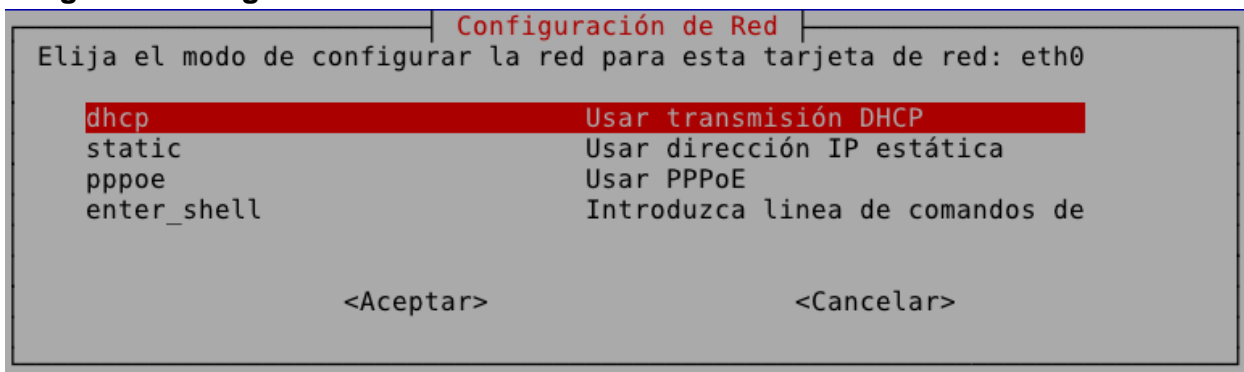 Configuración de Red
Elija el modo de configurar la red para esta tarjeta de red: eth0
dhcp Usar transmisión DHCP
static Usar dirección IP estática
pppoe Usar PPPoE
enter_shell Introduzca linea de comandos de
<Aceptar> <Cancelar>